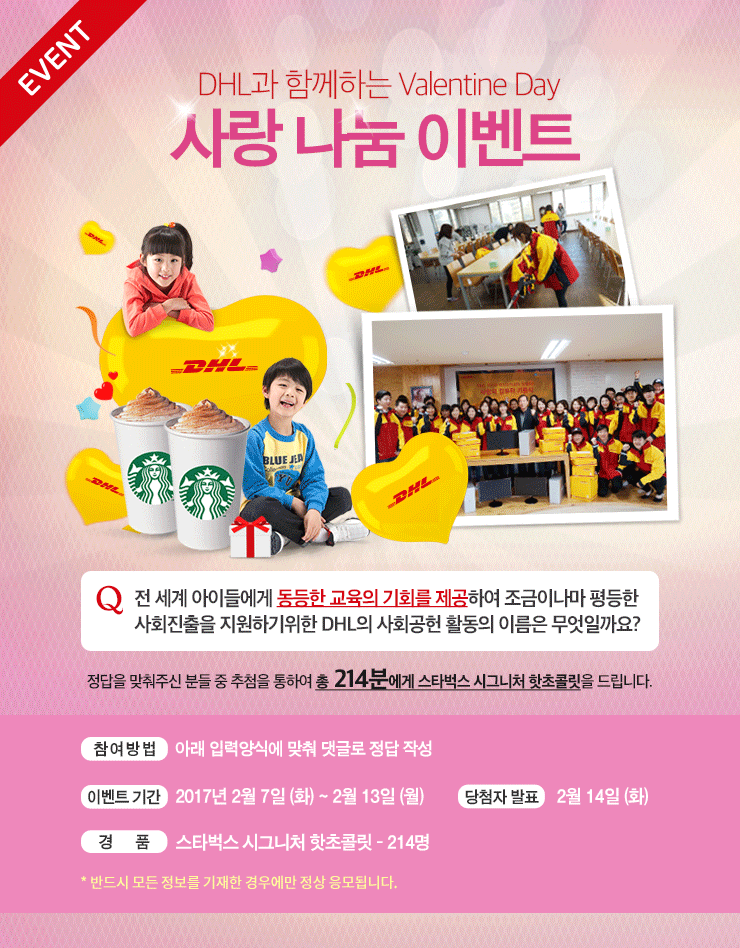 EVENT
DHL과 함께하는 Valentine Day
사랑 나눔 이벤트
DHL
DHL
DHL
DHL
DHL
BLUE JEA
Q 전 세계 아이들에게 동등한 교육의 기회를 제공하여 조금이나마 평등한
사회진출을 지원하기위한 DHL의 사회공헌 활동의 이름은 무엇일까요?
정답을 맞춰주신 분들 중 추첨을 통하여 총 214분에게 스타벅스 시그니처 핫초콜릿을 드립니다.
참여방법 아래 입력양식에 맞춰 댓글로 정답 작성
이벤트 기간 2017년 2월 7일 (화) ~ 2월 13일 (월) 당첨자 발표 2월 14일 (화)
경 품 스타벅스 시그니처 핫초콜릿 - 214명
* 반드시 모든 정보를 기재한 경우에만 정상 응모됩니다.